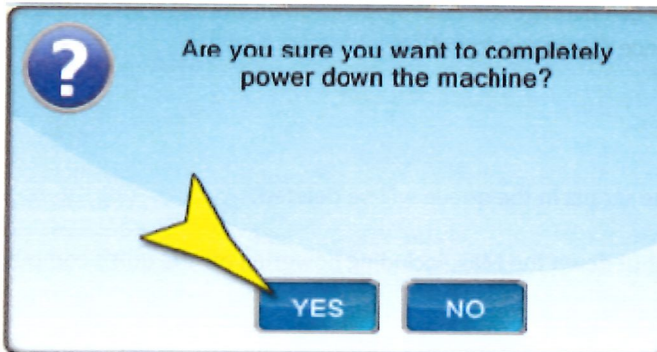 ?
Are you sure you want to completely
power down the machine?
YES
NO